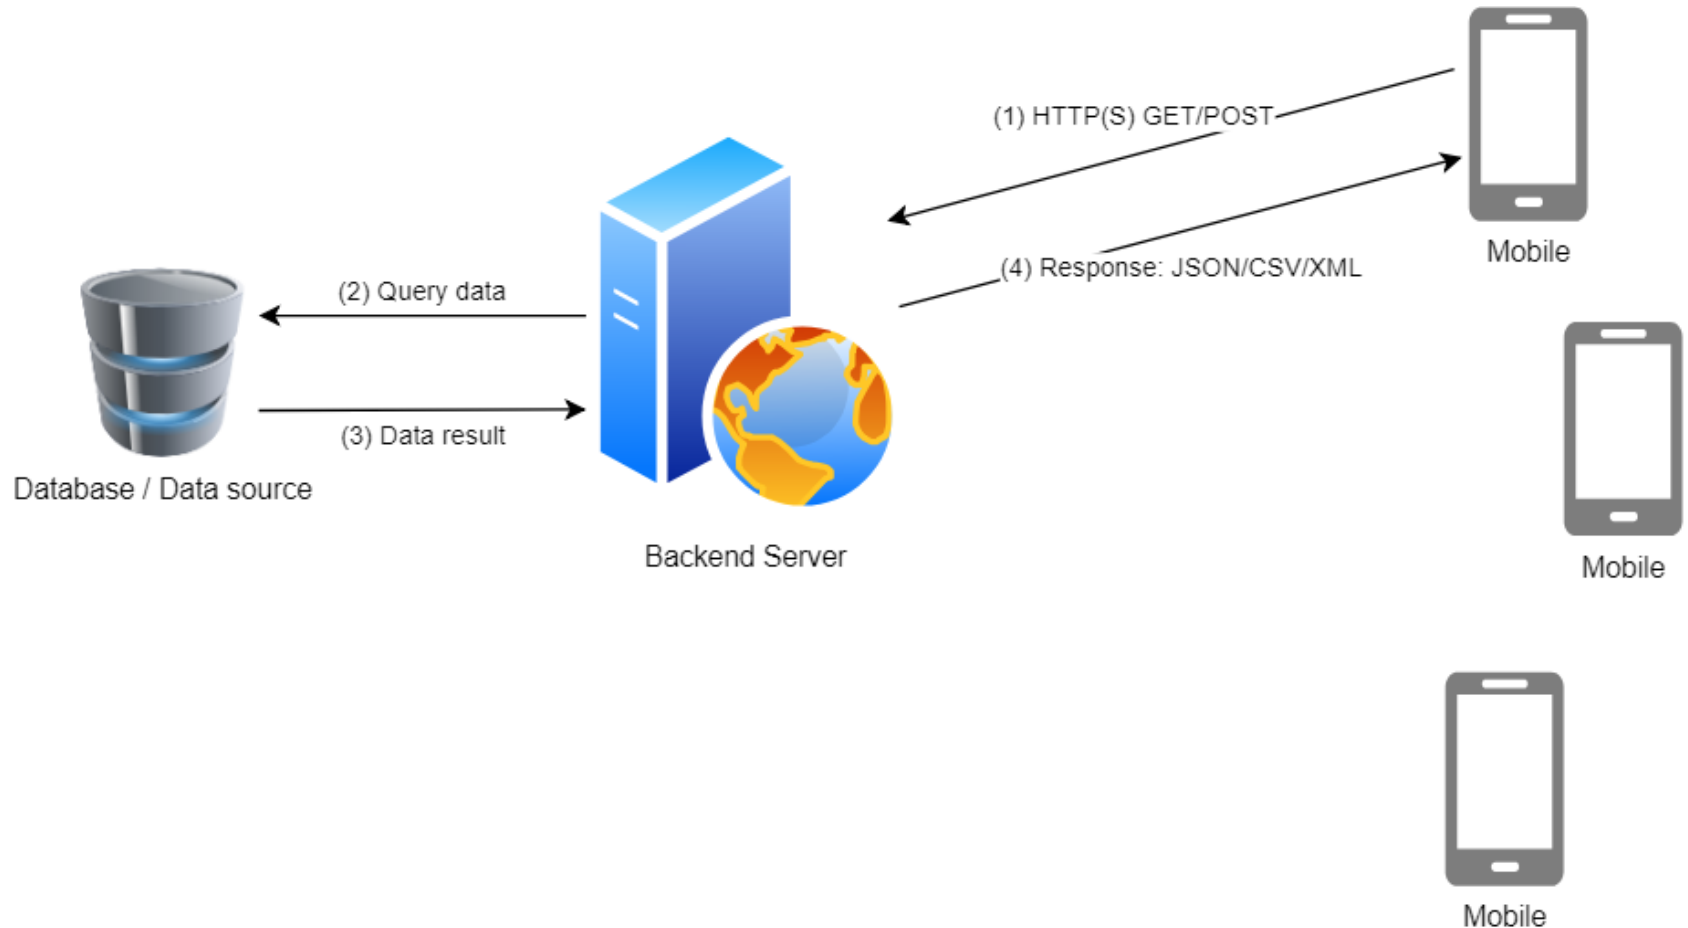 (1) HTTP(S) GET/POST
Mobile
(4) Response: JSON/CSV/XML
(2) Query data
(3) Data result
Database / Data source
Backend Server
Mobile
Mobile